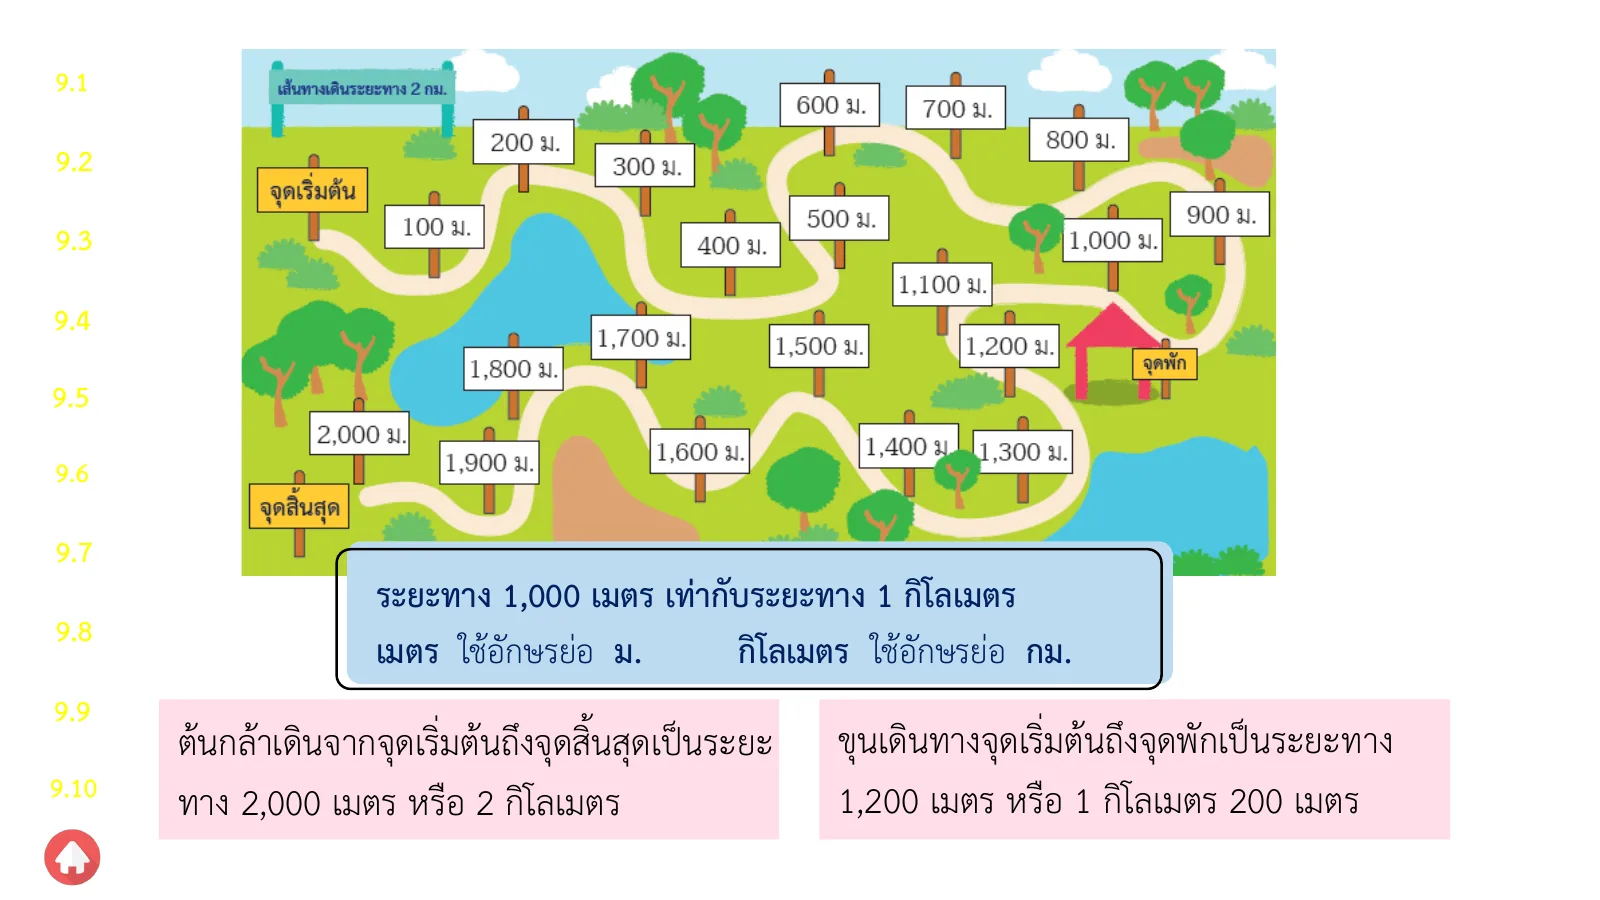 9.1
9.2
9.3
9.4
9.5
9.6
9.7
9.8
9.9
9.10
เส้นทางเดินระยะทาง 2 กม.
จุดเริ่มต้น
100 ม.
200 ม.
300 ม.
400 ม.
500 ม.
600 ม.
700 ม.
800 ม.
900 ม.
1,000 ม.
จุดพัก
1,100 ม.
1,200 ม.
1,300 ม.
1,400 ม
1,500 ม.
1,600 ม.
1,700 ม.
1,800 ม.
1,900 ม.
2,000 ม.
จุดสิ้นสุด
ระยะทาง 1,000 เมตร เท่ากับระยะทาง 1 กิโลเมตร
เมตร ใช้อักษรย่อ ม. กิโลเมตร ใช้อักษรย่อ กม.
ต้นกล้าเดินจากจุดเริ่มต้นถึงจุดสิ้นสุดเป็นระยะ
ทาง 2,000 เมตร หรือ 2 กิโลเมตร
ขุนเดินทางจุดเริ่มต้นถึงจุดพักเป็นระยะทาง
1,200 เมตร หรือ 1 กิโลเมตร 200 เมตร